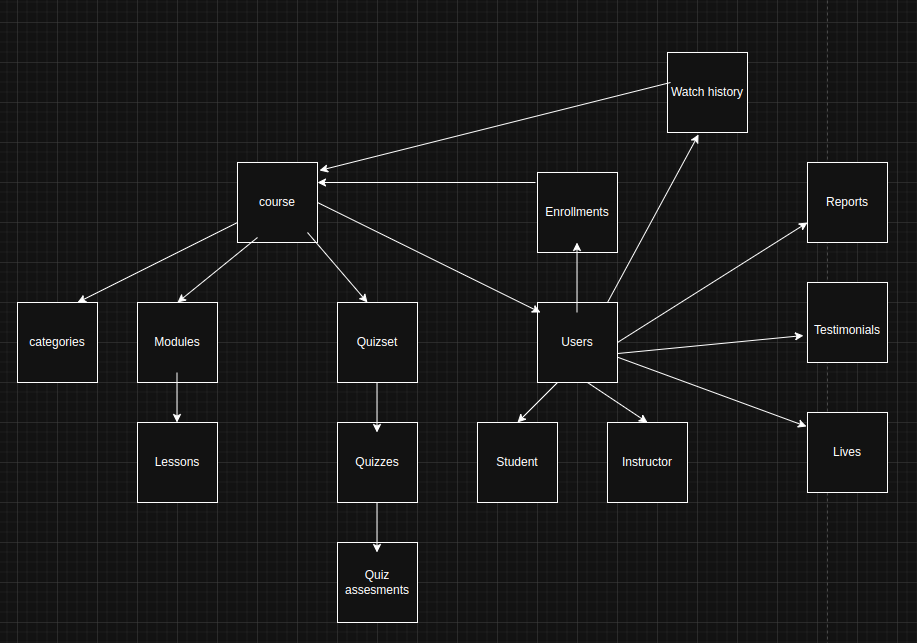 Watch history
course
Enrollments
Reports
categories
Modules
Quizset
Users
Testimonials
Lessons
Quizzes
Student
Instructor
Lives
Quiz
assesments